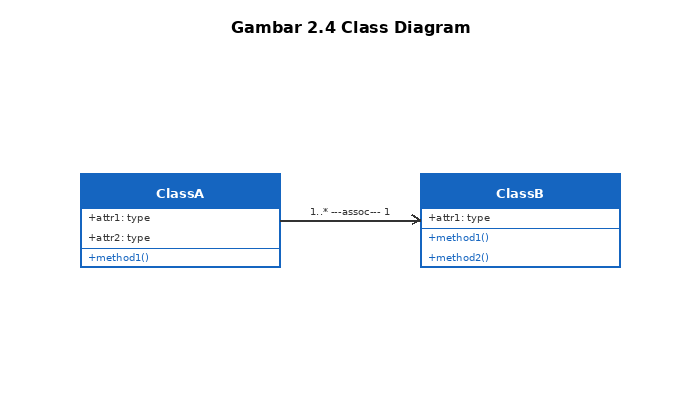 Gambar 2.4 Class Diagram
ClassA
+attr1: type
+attr2: type
+method1()
1..* ---assoc--- 1
ClassB
+attr1: type
+method1()
+method2()